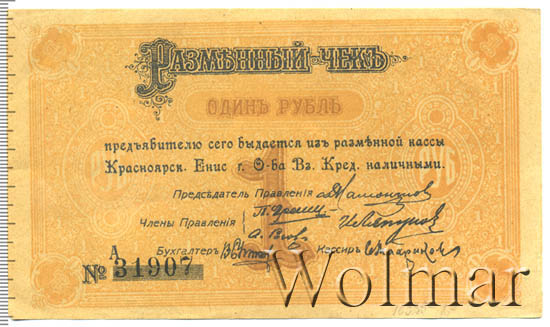 Размѣнный чекъ
ОДИНЪ РУБЛЬ
предъявителю сего выдается изъ размѣнной кассы
Красноярск. Енис г. О-ба Вз. Кред. наличными.
Предсѣдатель Правленія
Члены Правленія
Бухгалтеръ Кассиръ
А
№ 31907
Wolmar